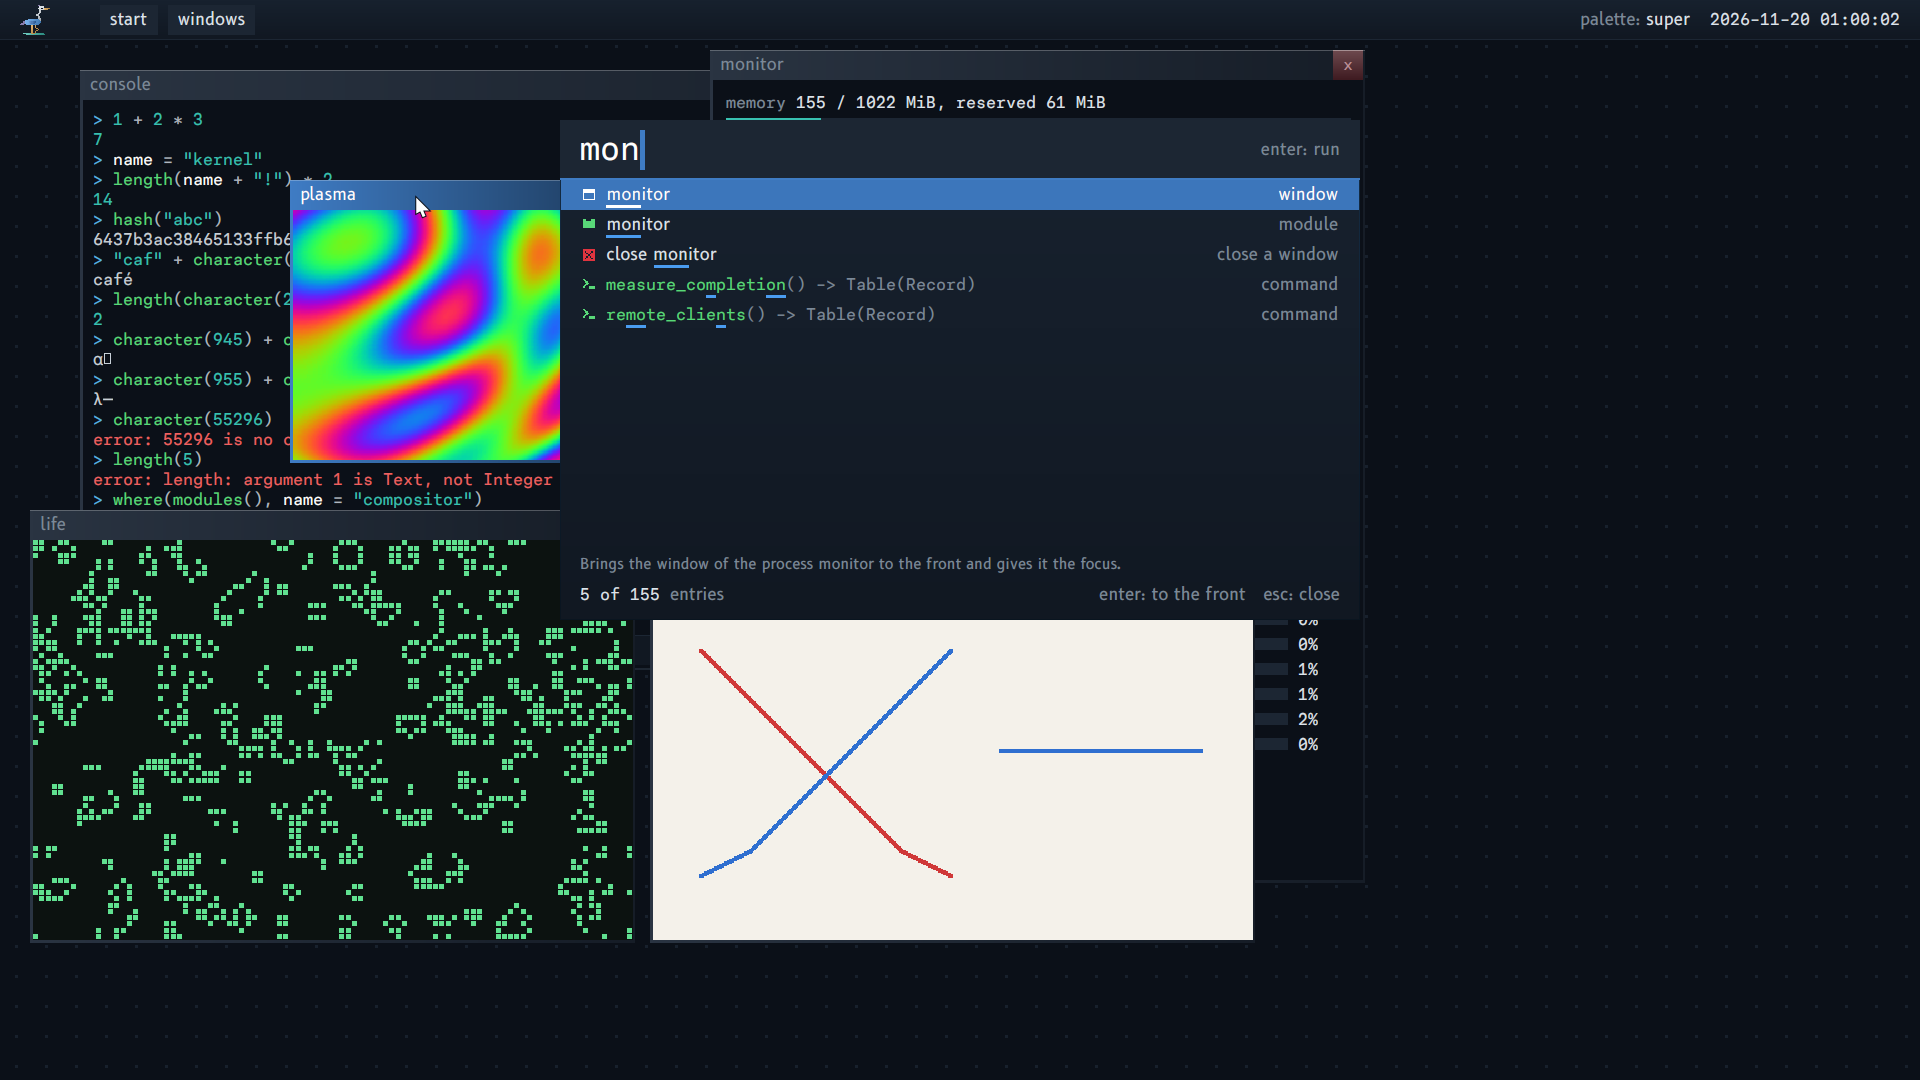 start windows palette: super 2026-11-20 01:00:02
monitor x
memory 155 / 1022 MiB, reserved 61 MiB
console
> 1 + 2 * 3
7
> name = "kernel"
> length(name + "!") * 2
14
> hash("abc")
6437b3ac38465133ffb6
> "caf" + character(
café
> length(character(2
2
> character(945) + c
α
> character(955) + c
λ—
> character(55296)
error: 55296 is no c
> length(5)
error: length: argument 1 is Text, not Integer
> where(modules(), name = "compositor")
plasma
mon enter: run
monitor window
monitor module
close monitor close a window
measure_completion() -> Table(Record) command
remote_clients() -> Table(Record) command
Brings the window of the process monitor to the front and gives it the focus.
5 of 155 entries enter: to the front esc: close
life
0%
0%
1%
1%
2%
0%